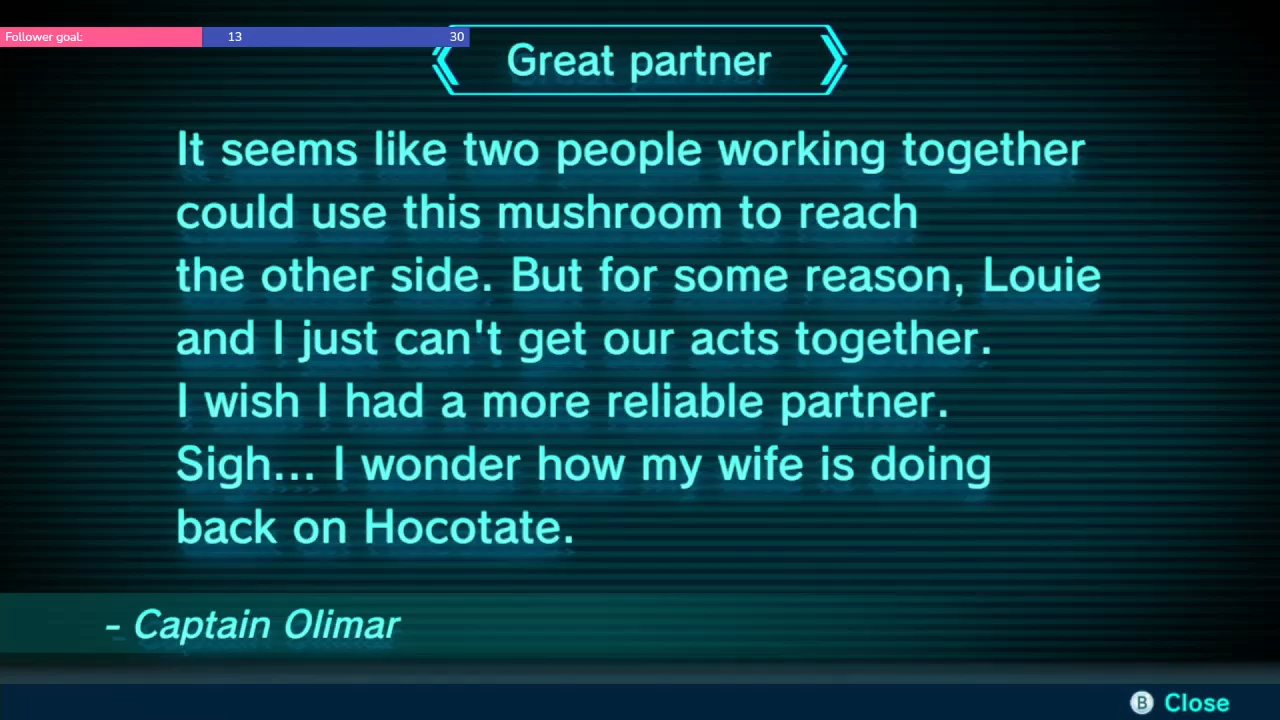 Follower goal: 13 30
Great partner
It seems like two people working together
could use this mushroom to reach
the other side. But for some reason, Louie
and I just can't get our acts together.
I wish I had a more reliable partner.
Sigh... I wonder how my wife is doing
back on Hocotate.
- Captain Olimar
B Close